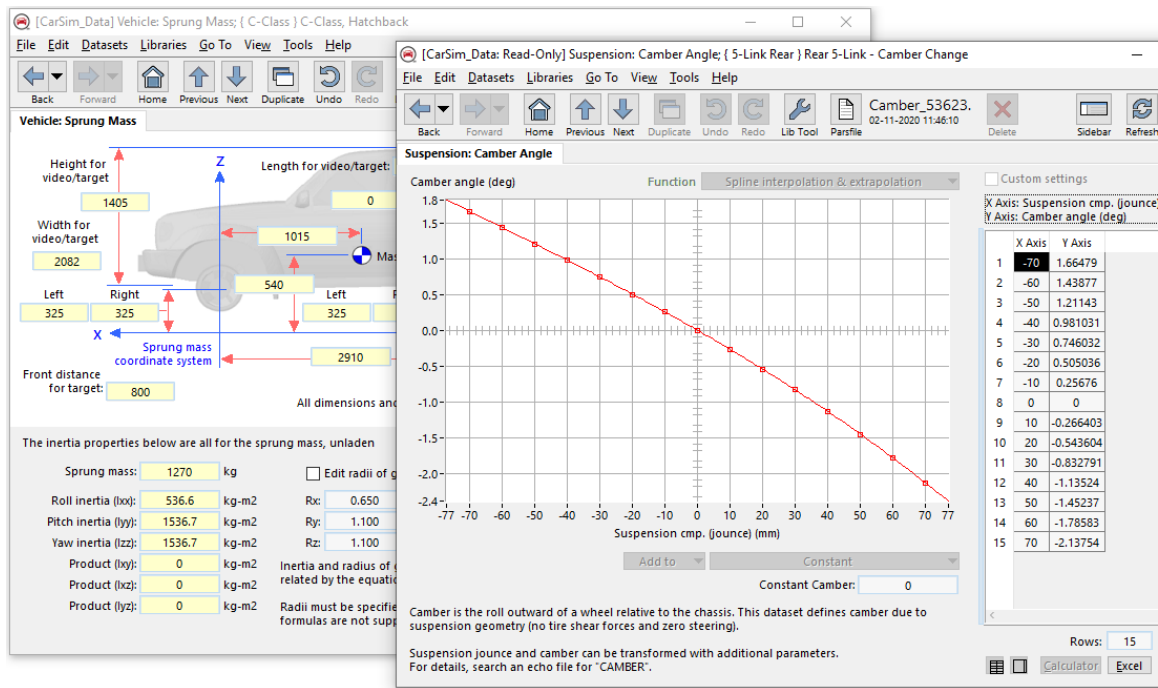 [CarSim_Data] Vehicle: Sprung Mass; { C-Class } C-Class, Hatchback
File Edit Datasets Libraries Go To View Tools Help
Back Forward Home Previous Next Duplicate Undo Redo
Vehicle: Sprung Mass
Height for
video/target
1405
Z
Length for video/target:
0
Width for
video/target
2082
1015
540
Left Right
325 325
Left
325
X
Sprung mass
coordinate system
2910
Front distance
for target:
800
All dimensions and
The inertia properties below are all for the sprung mass, unladen
Sprung mass: 1270 kg
Edit radii of g
Roll inertia (Ixx): 536.6 kg-m2 Rx: 0.650
Pitch inertia (Iyy): 1536.7 kg-m2 Ry: 1.100
Yaw inertia (Izz): 1536.7 kg-m2 Rz: 1.100
Product (Ixy): 0 kg-m2
Product (Ixz): 0 kg-m2
Product (Iyz): 0 kg-m2
Inertia and radius of
related by the
Radii must be
formulas are not
[CarSim_Data: Read-Only] Suspension: Camber Angle; { 5-Link Rear } Rear 5-Link - Camber Change
File Edit Datasets Libraries Go To View Tools Help
Back Forward Home Previous Next Duplicate Undo Redo Lib Tool Parsfile
Camber_53623.
02-11-2020 11:46:10
Delete Sidebar Refresh
Suspension: Camber Angle
Camber angle (deg)
Function Spline interpolation & extrapolation
1.8
1.5
1.0
0.5
0.0
-0.5
-1.0
-1.5
-2.0
-2.4
-77 -70 -60 -50 -40 -30 -20 -10 0 10 20 30 40 50 60 70 77
Suspension cmp. (jounce) (mm)
Add to Constant
Constant Camber: 0
Camber is the roll outward of a wheel relative to the chassis. This dataset defines camber due to
suspension geometry (no tire shear forces and zero steering).
Suspension jounce and camber can be transformed with additional parameters.
For details, search an echo file for "CAMBER".
Custom settings
X Axis: Suspension cmp. (jounce)
Y Axis: Camber angle (deg)
X Axis Y Axis
1 -70 1.66479
2 -60 1.43877
3 -50 1.21143
4 -40 0.981031
5 -30 0.746032
6 -20 0.505036
7 -10 0.25676
8 0 0
9 10 -0.266403
10 20 -0.543604
11 30 -0.832791
12 40 -1.13524
13 50 -1.45237
14 60 -1.78583
15 70 -2.13754
Rows: 15
Calculator Excel